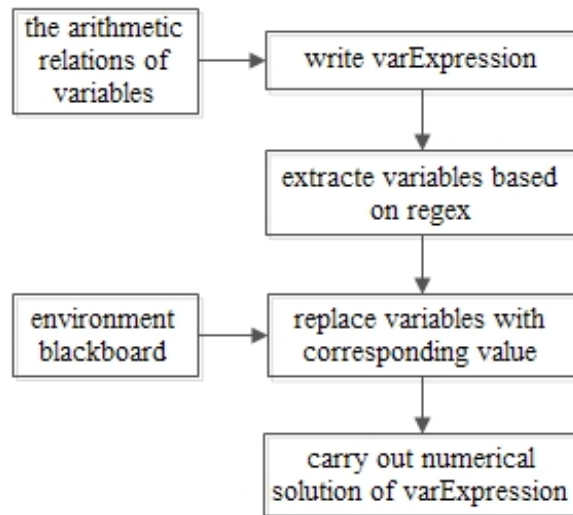 the arithmetic
relations of
variables
write varExpression
extracte variables based
on regex
environment
blackboard
replace variables with
corresponding value
carry out numerical
solution of varExpression